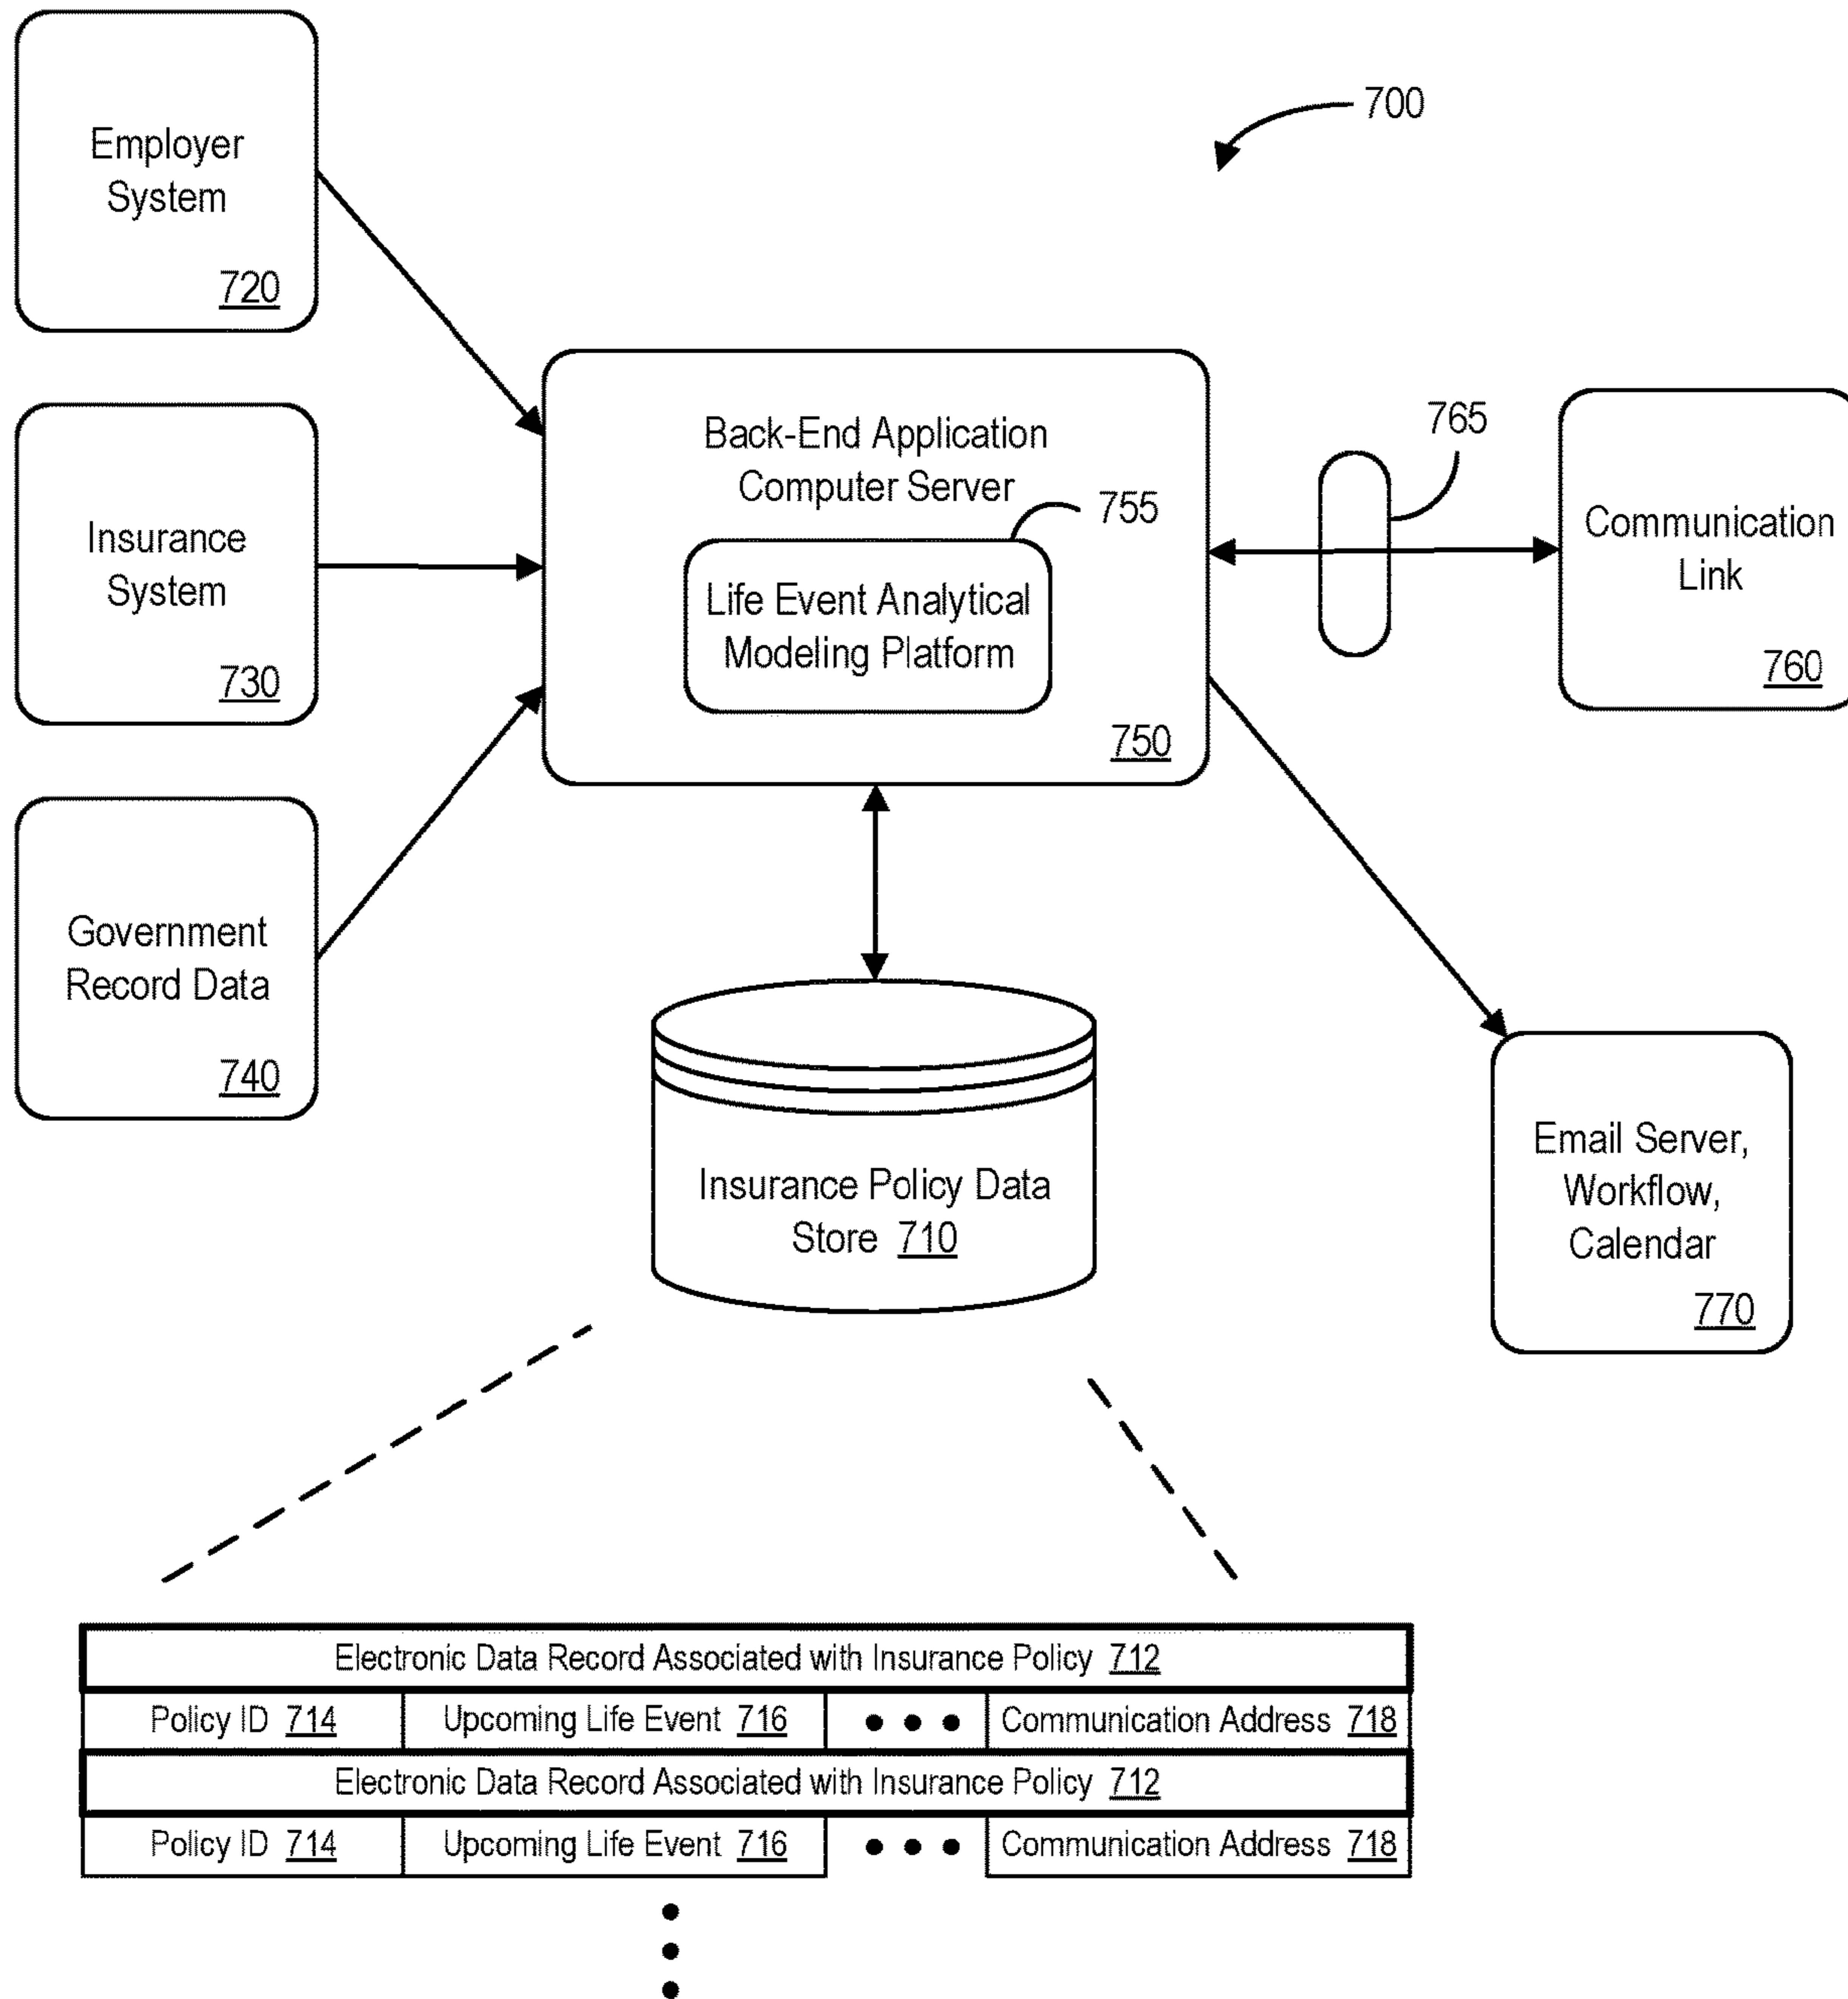 700
Employer
System
720
Back-End Application
Computer Server
755
Life Event Analytical
Modeling Platform
750
765
Communication
Link
760
Insurance
System
730
Government
Record Data
740
Insurance Policy Data
Store 710
Email Server,
Workflow,
Calendar
770
Electronic Data Record Associated with Insurance Policy 712
Policy ID 714 Upcoming Life Event 716 • • • Communication Address 718
Electronic Data Record Associated with Insurance Policy 712
Policy ID 714 Upcoming Life Event 716 • • • Communication Address 718